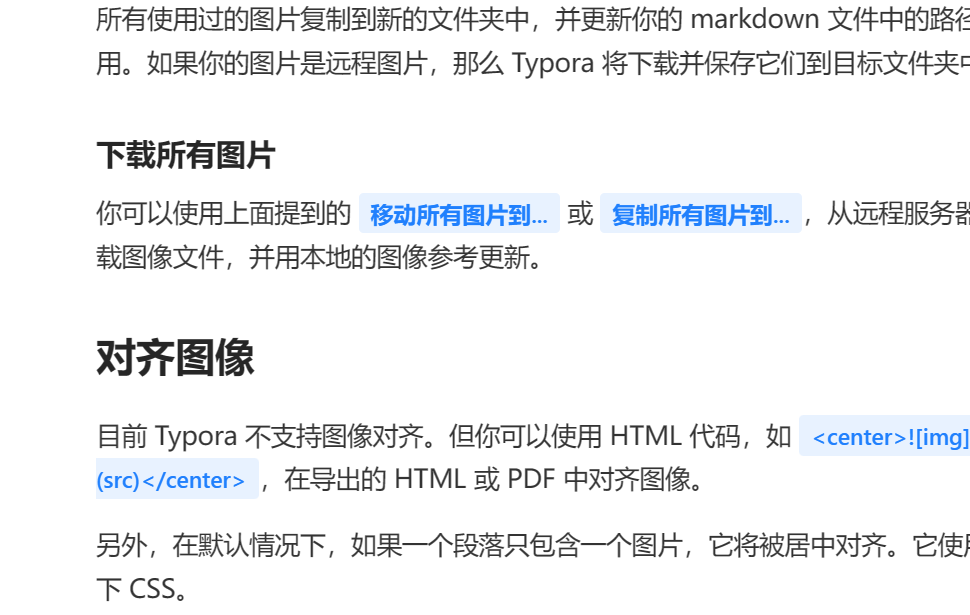 所有使用过的图片复制到新的文件夹中，并更新你的 markdown 文件中的路径
用。如果你的图片是远程图片，那么 Typora 将下载并保存它们到目标文件夹中
下载所有图片
你可以使用上面提到的 移动所有图片到... 或 复制所有图片到... ，从远程服务器
载图像文件，并用本地的图像参考更新。
对齐图像
目前 Typora 不支持图像对齐。但你可以使用 HTML 代码，如 <center>![img]
(src)</center> ，在导出的 HTML 或 PDF 中对齐图像。
另外，在默认情况下，如果一个段落只包含一个图片，它将被居中对齐。它使用
下 CSS。